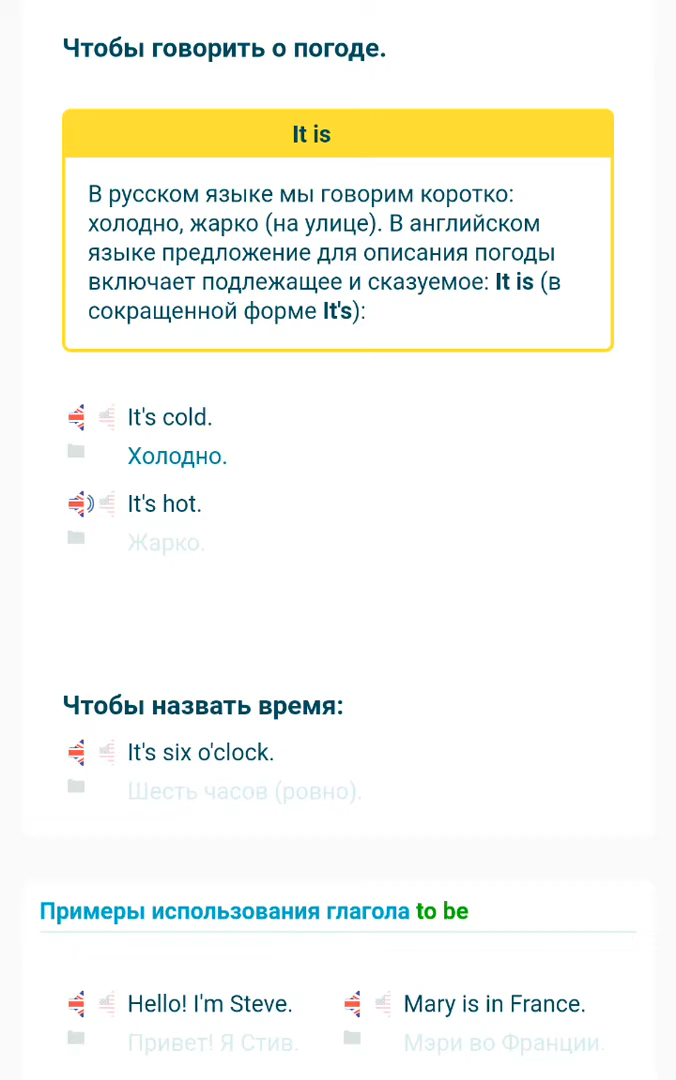 Чтобы говорить о погоде.
It is
В русском языке мы говорим коротко:
холодно, жарко (на улице). В английском
языке предложение для описания погоды
включает подлежащее и сказуемое: It is (в
сокращенной форме It's):
It's cold.
Холодно.
It's hot.
Жарко.
Чтобы назвать время:
It's six o'clock.
Шесть часов (ровно).
Примеры использования глагола to be
Hello! I'm Steve.
Привет! Я Стив.
Mary is in France.
Мэри во Франции.